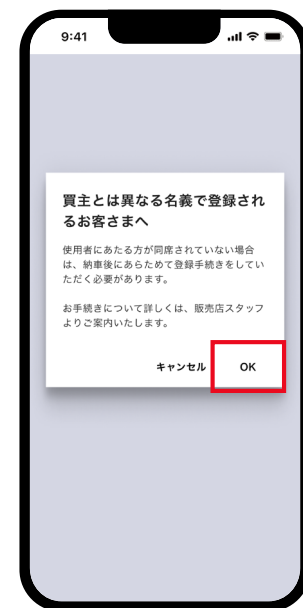 9:41
買主とは異なる名義で登録され
るお客さまへ
使用者にあたる方が同席されていない場合
は、納車後にあらためて登録手続きをしてい
ただく必要があります。
お手続きについて詳しくは、販売店スタッフ
よりご案内いたします。
キャンセル OK